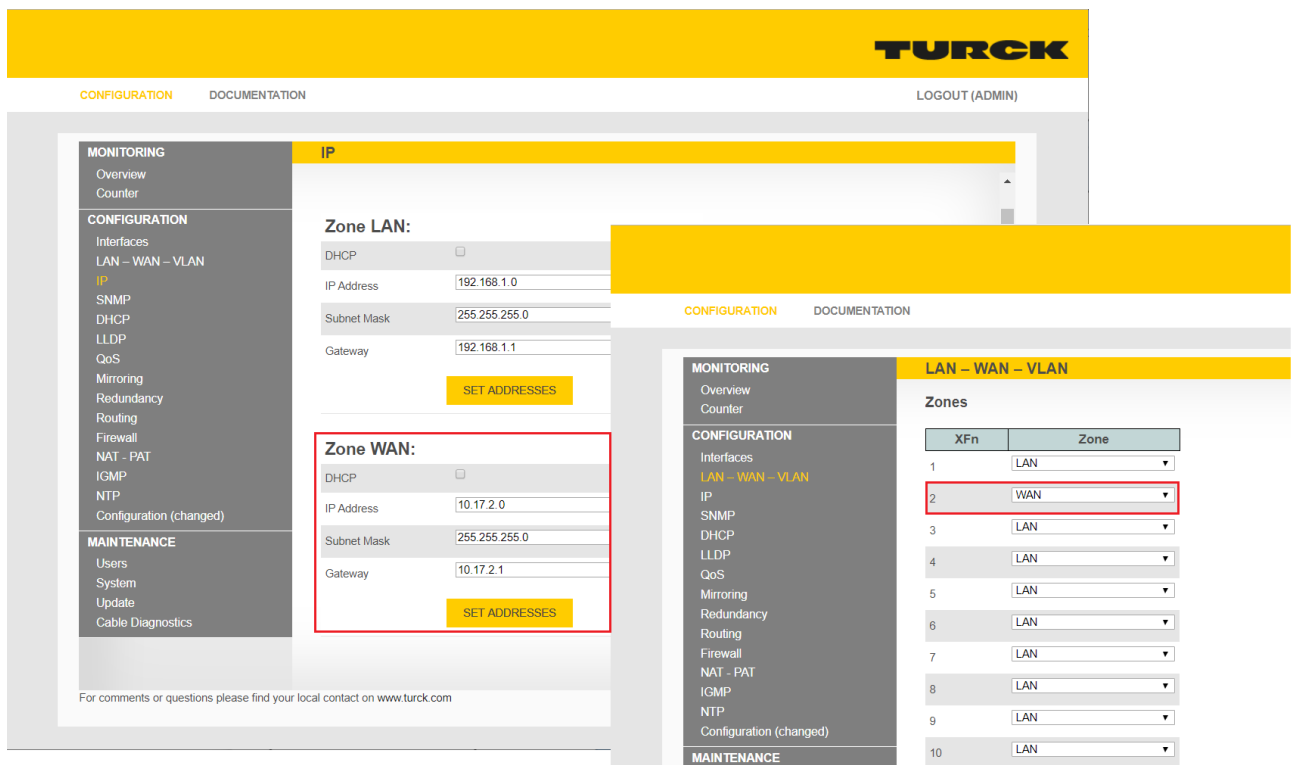 TURCK
CONFIGURATION DOCUMENTATION LOGOUT (ADMIN)
MONITORING
Overview
Counter
CONFIGURATION
Interfaces
LAN – WAN – VLAN
IP
SNMP
DHCP
LLDP
QoS
Mirroring
Redundancy
Routing
Firewall
NAT - PAT
IGMP
NTP
Configuration (changed)
MAINTENANCE
Users
System
Update
Cable Diagnostics
IP
Zone LAN:
DHCP
IP Address 192.168.1.0
Subnet Mask 255.255.255.0
Gateway 192.168.1.1
SET ADDRESSES
Zone WAN:
DHCP
IP Address 10.17.2.0
Subnet Mask 255.255.255.0
Gateway 10.17.2.1
SET ADDRESSES
For comments or questions please find your local contact on www.turck.com
CONFIGURATION DOCUMENTATION
MONITORING
Overview
Counter
CONFIGURATION
Interfaces
LAN – WAN – VLAN
IP
SNMP
DHCP
LLDP
QoS
Mirroring
Redundancy
Routing
Firewall
NAT - PAT
IGMP
NTP
Configuration (changed)
MAINTENANCE
LAN – WAN – VLAN
Zones
XFn Zone
1 LAN
2 WAN
3 LAN
4 LAN
5 LAN
6 LAN
7 LAN
8 LAN
9 LAN
10 LAN